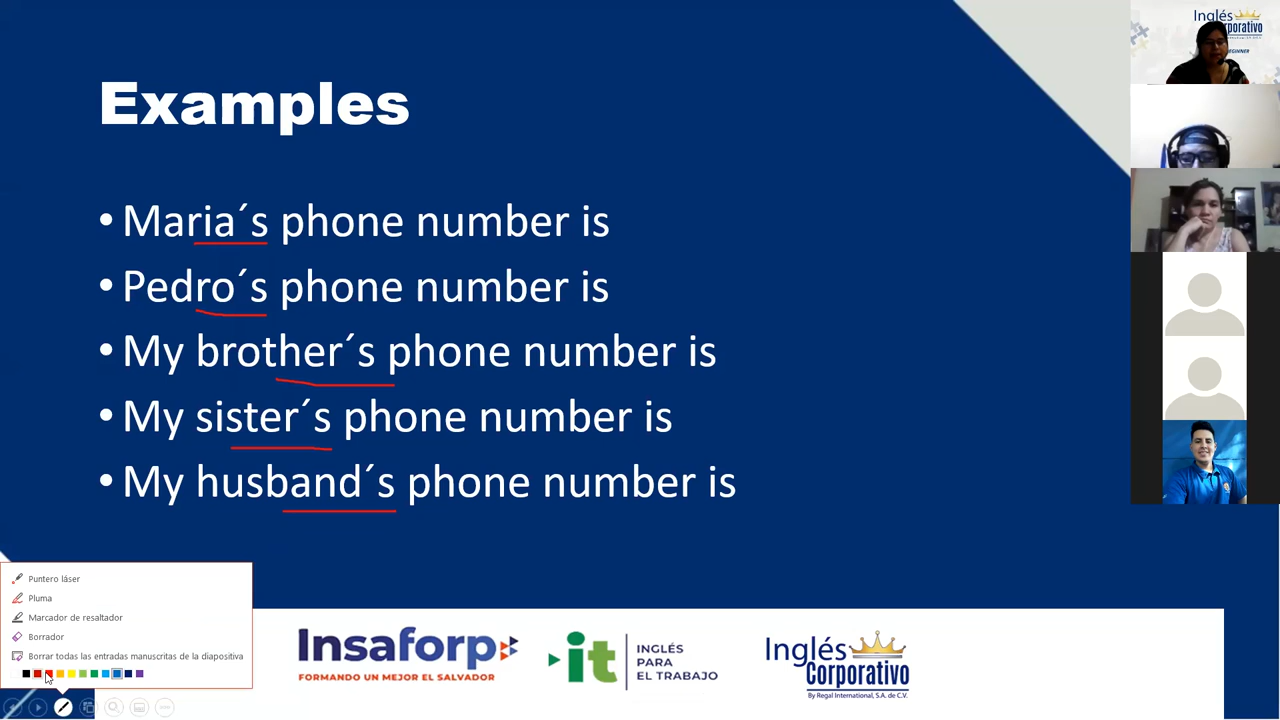 Examples
• Maria´s phone number is
• Pedro´s phone number is
• My brother´s phone number is
• My sister´s phone number is
• My husband´s phone number is
Puntero láser
Pluma
Marcador de resaltador
Borrador
Borrar todas las entradas manuscritas de la diapositiva
Insaforp
FORMANDO UN MEJOR EL SALVADOR
it
INGLÉS
PARA
EL TRABAJO
Inglés
Corporativo
By Regal International, S.A. de C.V.
Inglés